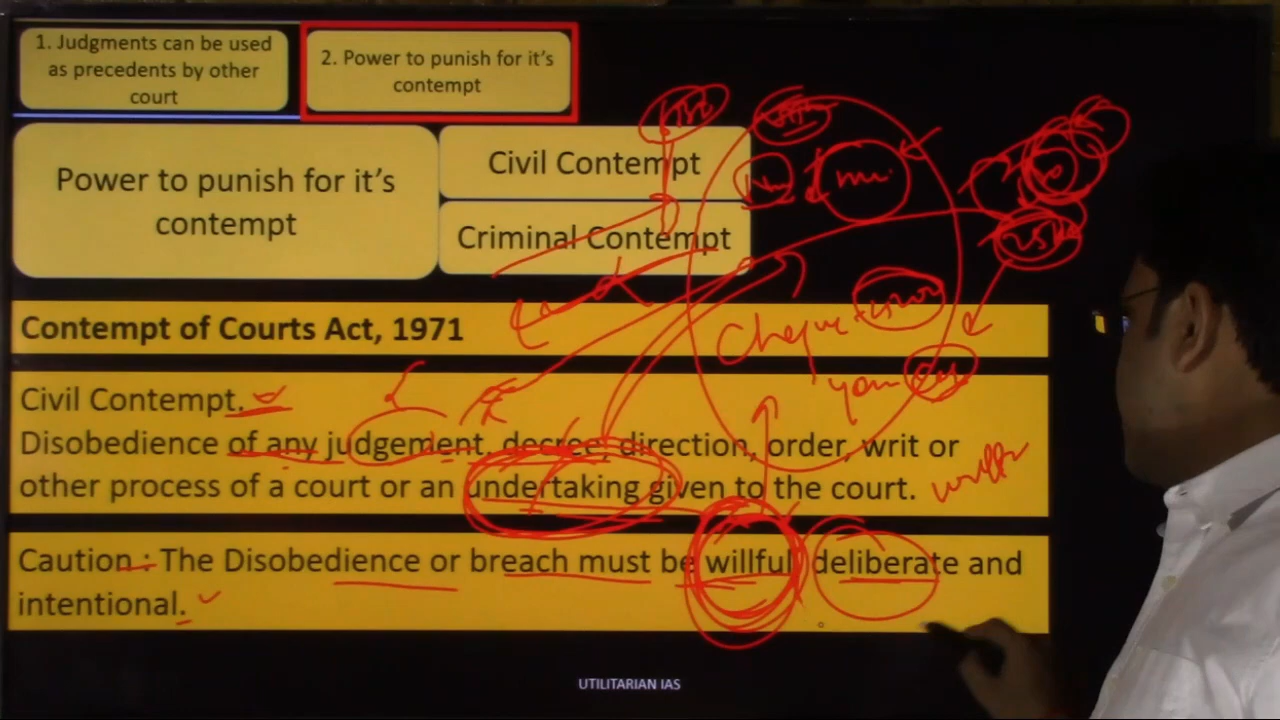 1. Judgments can be used
as precedents by other
court
2. Power to punish for it's
contempt
Power to punish for it's
contempt
Civil Contempt
Criminal Contempt
Contempt of Courts Act, 1971
Cheque
your
Civil Contempt.
Disobedience of any judgement, decree, direction, order, writ or
other process of a court or an undertaking given to the court.
Caution : The Disobedience or breach must be willful deliberate and
intentional.
UTILITARIAN IAS